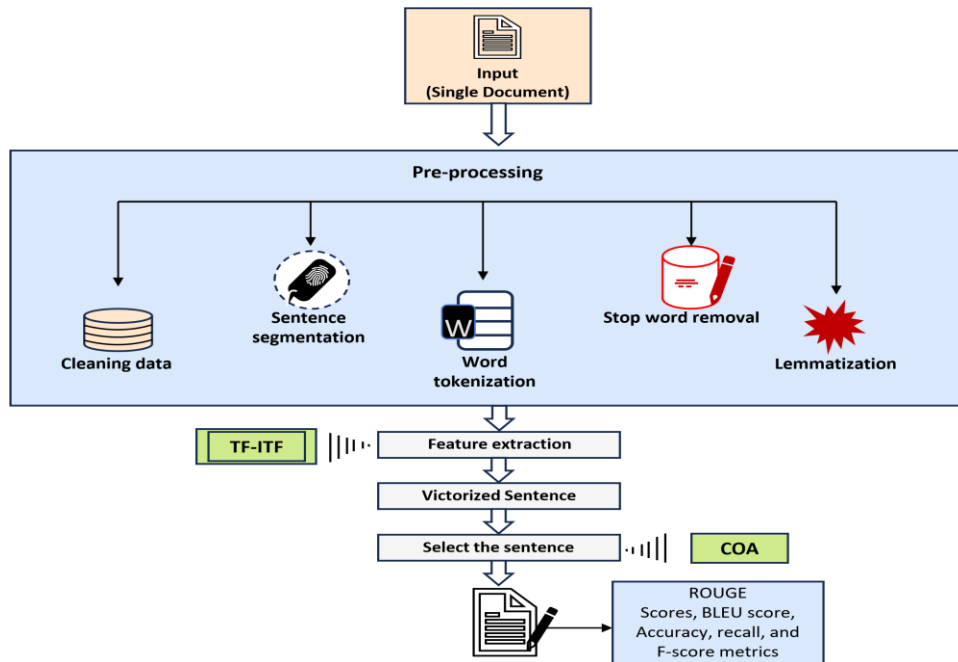 Input
(Single Document)
Pre-processing
Cleaning data
Sentence
segmentation
W
Word
tokenization
Stop word removal
Lemmatization
TF-ITF
Feature extraction
Victorized Sentence
Select the sentence
COA
ROUGE
Scores, BLEU score,
Accuracy, recall, and
F-score metrics